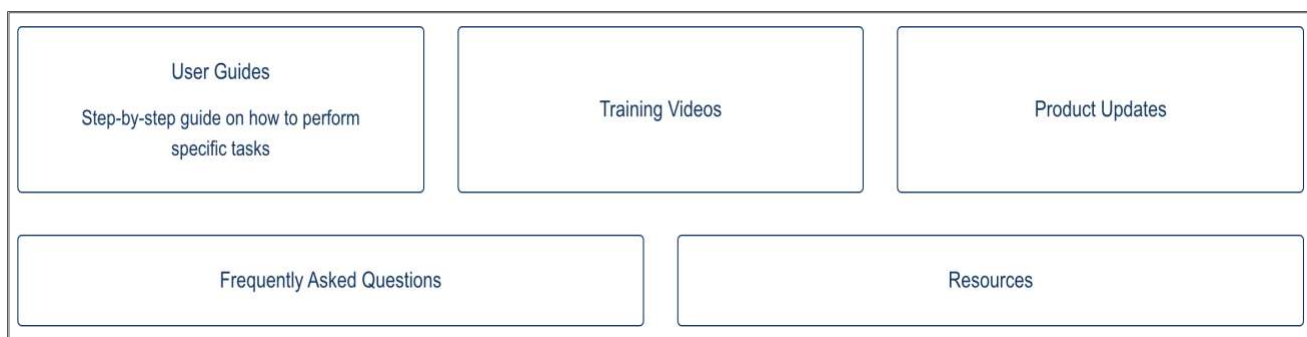 User Guides
Step-by-step guide on how to perform
specific tasks
Training Videos
Product Updates
Frequently Asked Questions
Resources